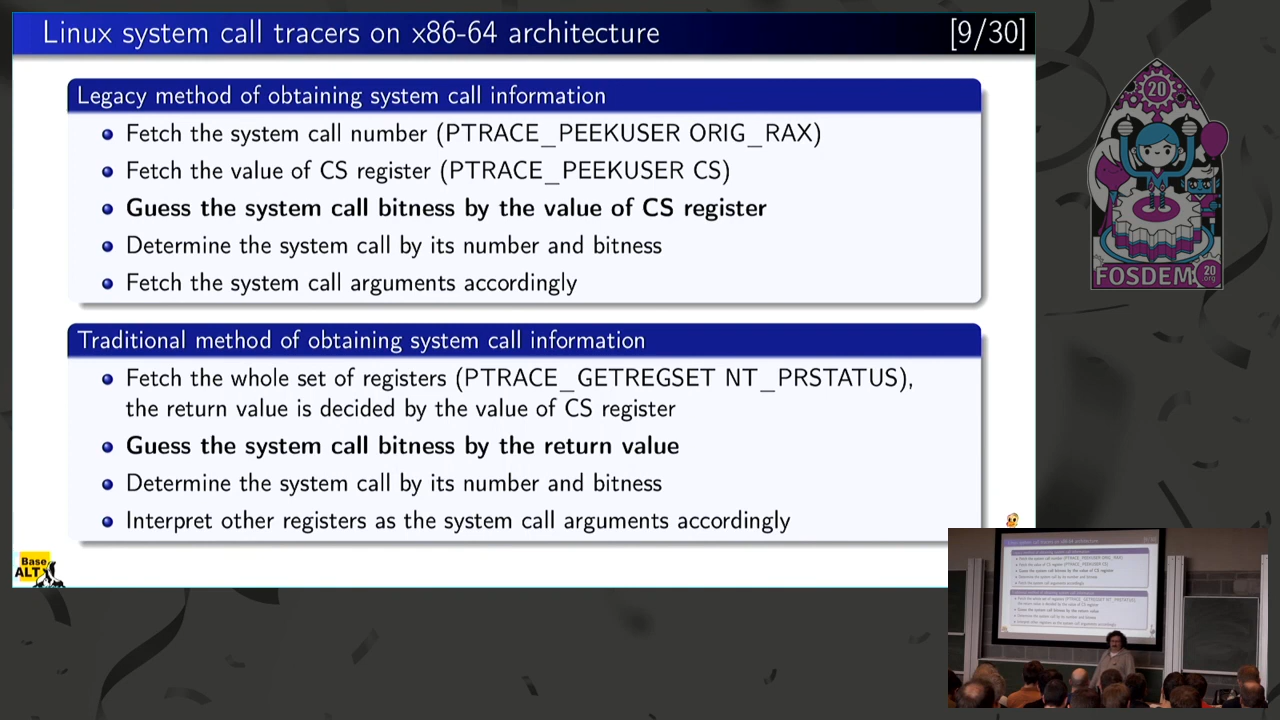 Linux system call tracers on x86-64 architecture [9/30]
Legacy method of obtaining system call information
Fetch the system call number (PTRACE_PEEKUSER ORIG_RAX)
Fetch the value of CS register (PTRACE_PEEKUSER CS)
Guess the system call bitness by the value of CS register
Determine the system call by its number and bitness
Fetch the system call arguments accordingly
Traditional method of obtaining system call information
Fetch the whole set of registers (PTRACE_GETREGSET NT_PRSTATUS),
the return value is decided by the value of CS register
Guess the system call bitness by the return value
Determine the system call by its number and bitness
Interpret other registers as the system call arguments accordingly
Base
ALT
20
FOSDEM 20
.org